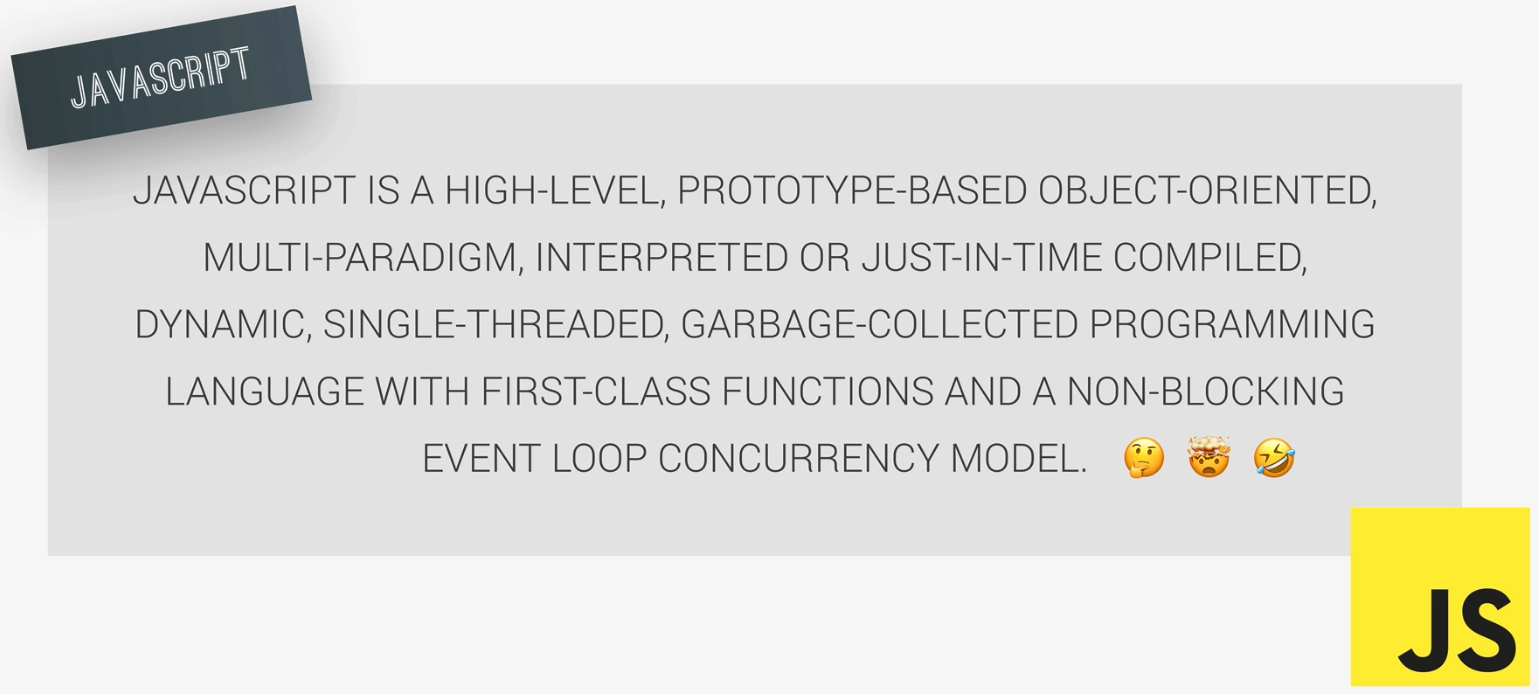 JAVASCRIPT
JAVASCRIPT IS A HIGH-LEVEL, PROTOTYPE-BASED OBJECT-ORIENTED,
MULTI-PARADIGM, INTERPRETED OR JUST-IN-TIME COMPILED,
DYNAMIC, SINGLE-THREADED, GARBAGE-COLLECTED PROGRAMMING
LANGUAGE WITH FIRST-CLASS FUNCTIONS AND A NON-BLOCKING
EVENT LOOP CONCURRENCY MODEL. 🤔 🤯 🤣
JS